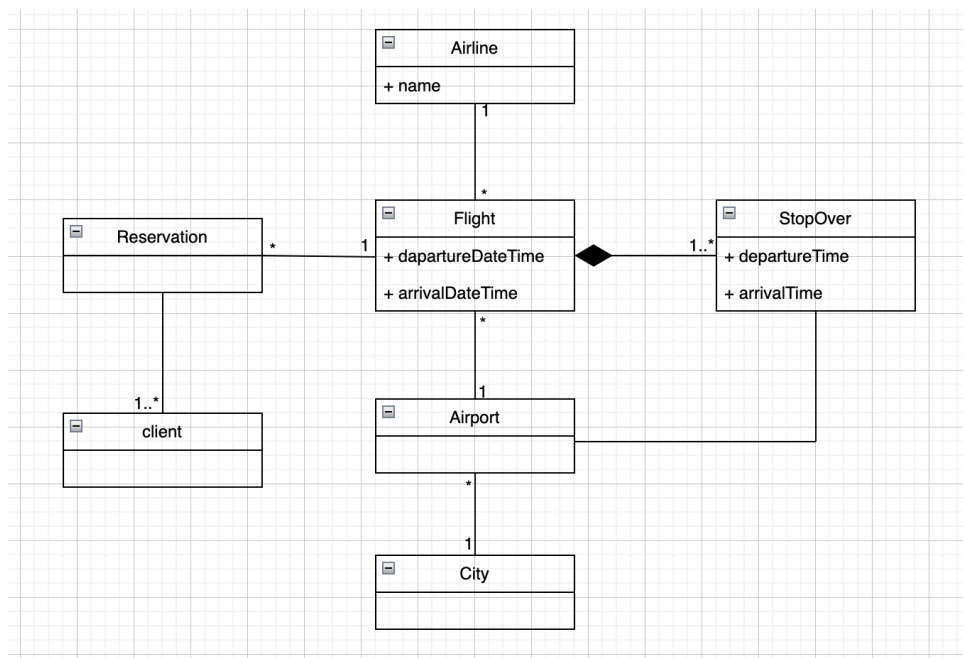 Airline
+ name
1
*
Flight
+ dapartureDateTime
+ arrivalDateTime
StopOver
+ departureTime
+ arrivalTime
1..*
Reservation
*
1
1..*
client
*
1
Airport
*
1
City